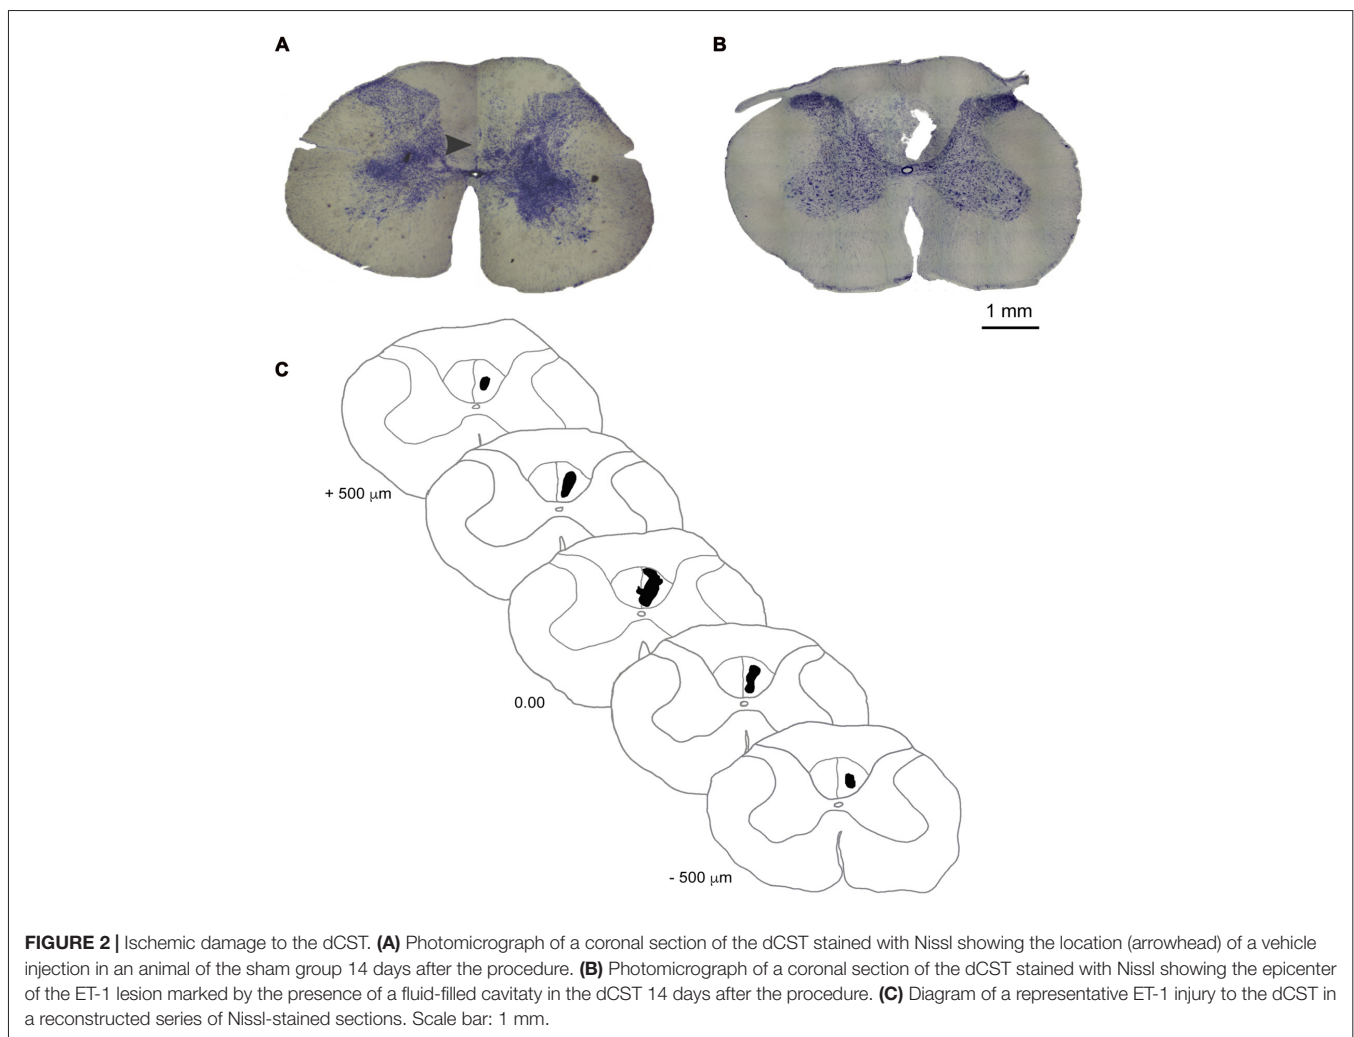 A
B
1 mm
C
+ 500 μm
0.00
- 500 μm
FIGURE 2 | Ischemic damage to the dCST. (A) Photomicrograph of a coronal section of the dCST stained with Nissl showing the location (arrowhead) of a vehicle
injection in an animal of the sham group 14 days after the procedure. (B) Photomicrograph of a coronal section of the dCST stained with Nissl showing the epicenter
of the ET-1 lesion marked by the presence of a fluid-filled cavitaty in the dCST 14 days after the procedure. (C) Diagram of a representative ET-1 injury to the dCST in
a reconstructed series of Nissl-stained sections. Scale bar: 1 mm.